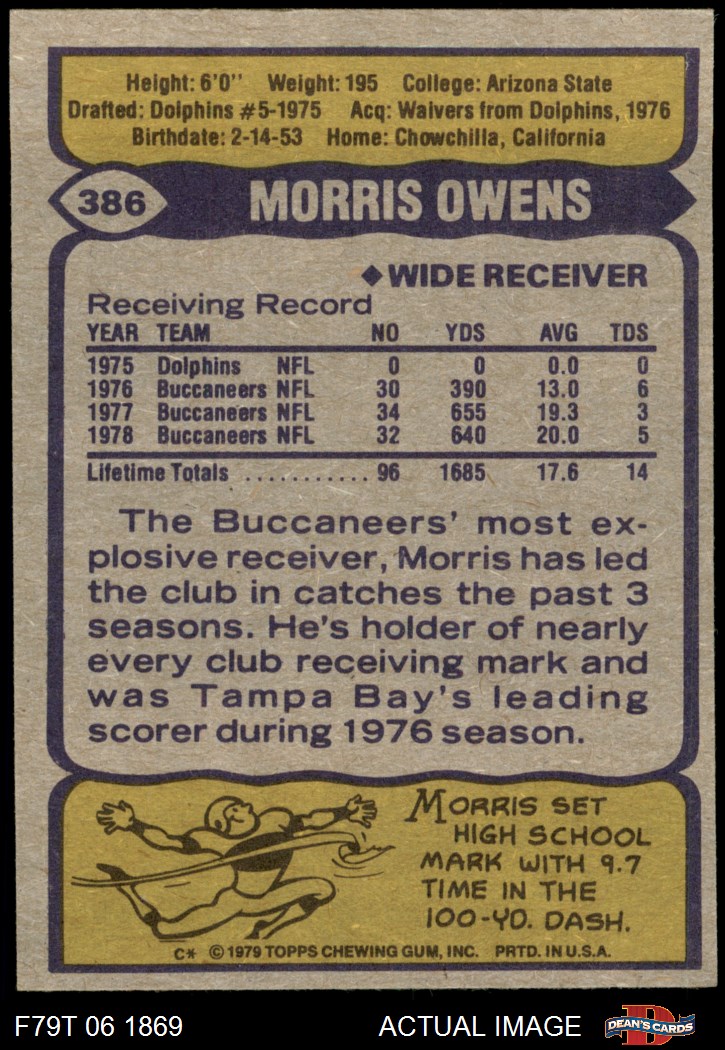 Height: 6'0'' Weight: 195 College: Arizona State
Drafted: Dolphins #5-1975 Acq: Waivers from Dolphins, 1976
Birthdate: 2-14-53 Home: Chowchilla, California
386 MORRIS OWENS
◆WIDE RECEIVER
Receiving Record
YEAR TEAM NO YDS AVG TDS
1975 Dolphins NFL 0 0 0.0 0
1976 Buccaneers NFL 30 390 13.0 6
1977 Buccaneers NFL 34 655 19.3 3
1978 Buccaneers NFL 32 640 20.0 5
Lifetime Totals ........... 96 1685 17.6 14
The Buccaneers' most ex-
plosive receiver, Morris has led
the club in catches the past 3
seasons. He's holder of nearly
every club receiving mark and
was Tampa Bay's leading
scorer during 1976 season.
MORRIS SET
HIGH SCHOOL
MARK WITH 9.7
TIME IN THE
100-YD. DASH.
C* © 1979 TOPPS CHEWING GUM, INC. PRTD. IN U.S.A.
F79T 06 1869 ACTUAL IMAGE D DEAN'S CARDS